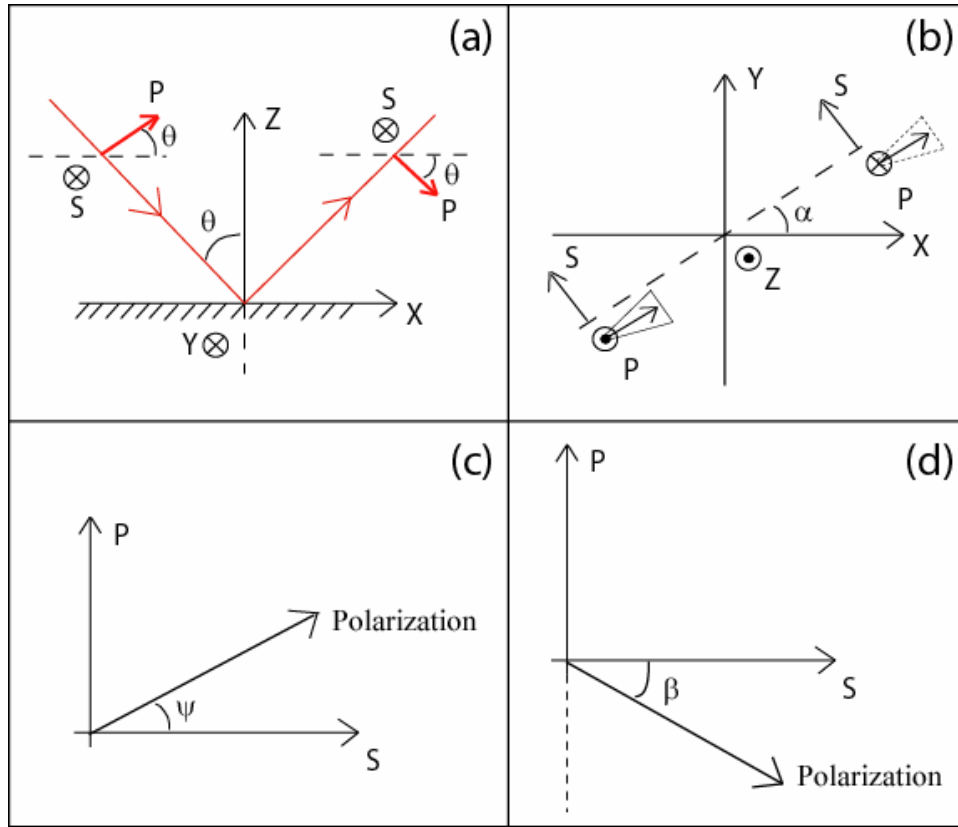 (a)
P
θ
S
Z
S
θ
P
θ
X
Y
(b)
Y
S
P
α
X
Z
S
P
(c)
P
Polarization
ψ
S
(d)
P
S
β
Polarization